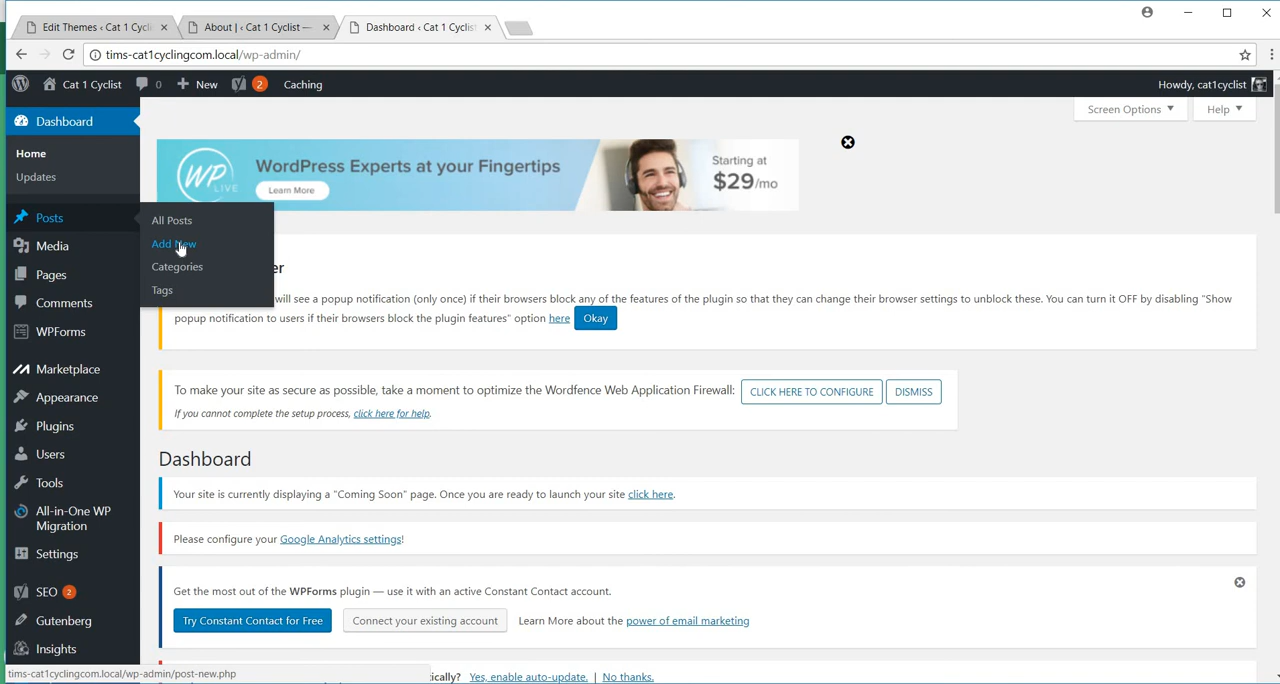 Edit Themes ‹ Cat 1 Cycli
About | ‹ Cat 1 Cyclist —
Dashboard ‹ Cat 1 Cyclist
tims-cat1cyclingcom.local/wp-admin/
Cat 1 Cyclist
0
New
2
Caching
Howdy, cat1cyclist
Dashboard
Screen Options
Help
Home
Updates
WP LIVE
WordPress Experts at your Fingertips
Learn More
Starting at
$29/mo
Posts
All Posts
Add New
Categories
Tags
Media
Pages
Comments
WPForms
Marketplace
Appearance
Plugins
Users
Tools
All-in-One WP
Migration
Settings
SEO 2
Gutenberg
Insights
er
will see a popup notification (only once) if their browsers block any of the features of the plugin so that they can change their browser settings to unblock these. You can turn it OFF by disabling "Show
popup notification to users if their browsers block the plugin features" option here Okay
To make your site as secure as possible, take a moment to optimize the Wordfence Web Application Firewall: CLICK HERE TO CONFIGURE DISMISS
If you cannot complete the setup process, click here for help.
Dashboard
Your site is currently displaying a "Coming Soon" page. Once you are ready to launch your site click here.
Please configure your Google Analytics settings!
Get the most out of the WPForms plugin — use it with an active Constant Contact account.
Try Constant Contact for Free Connect your existing account Learn More about the power of email marketing
ically? Yes, enable auto-update. | No thanks.
tims-cat1cyclingcom.local/wp-admin/post-new.php